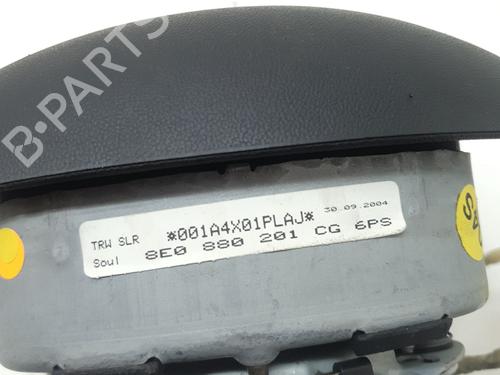 B-PARTS
TRW SLR *001A4X01PLAJ* 30.09.2004
Soul 8E0 880 201 CG 6PS